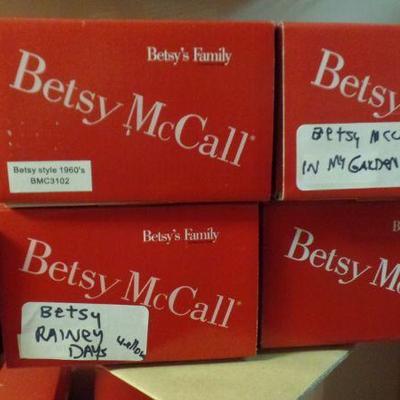 Betsy's Family
Betsy McCall®
Betsy style 1960's
BMC3102
Betsy
BETSY MCC
IN MY GARDEN
Betsy's Family
Betsy McCall®
BETSY
RAINEY
DAYS
yellow
B
Betsy Mc